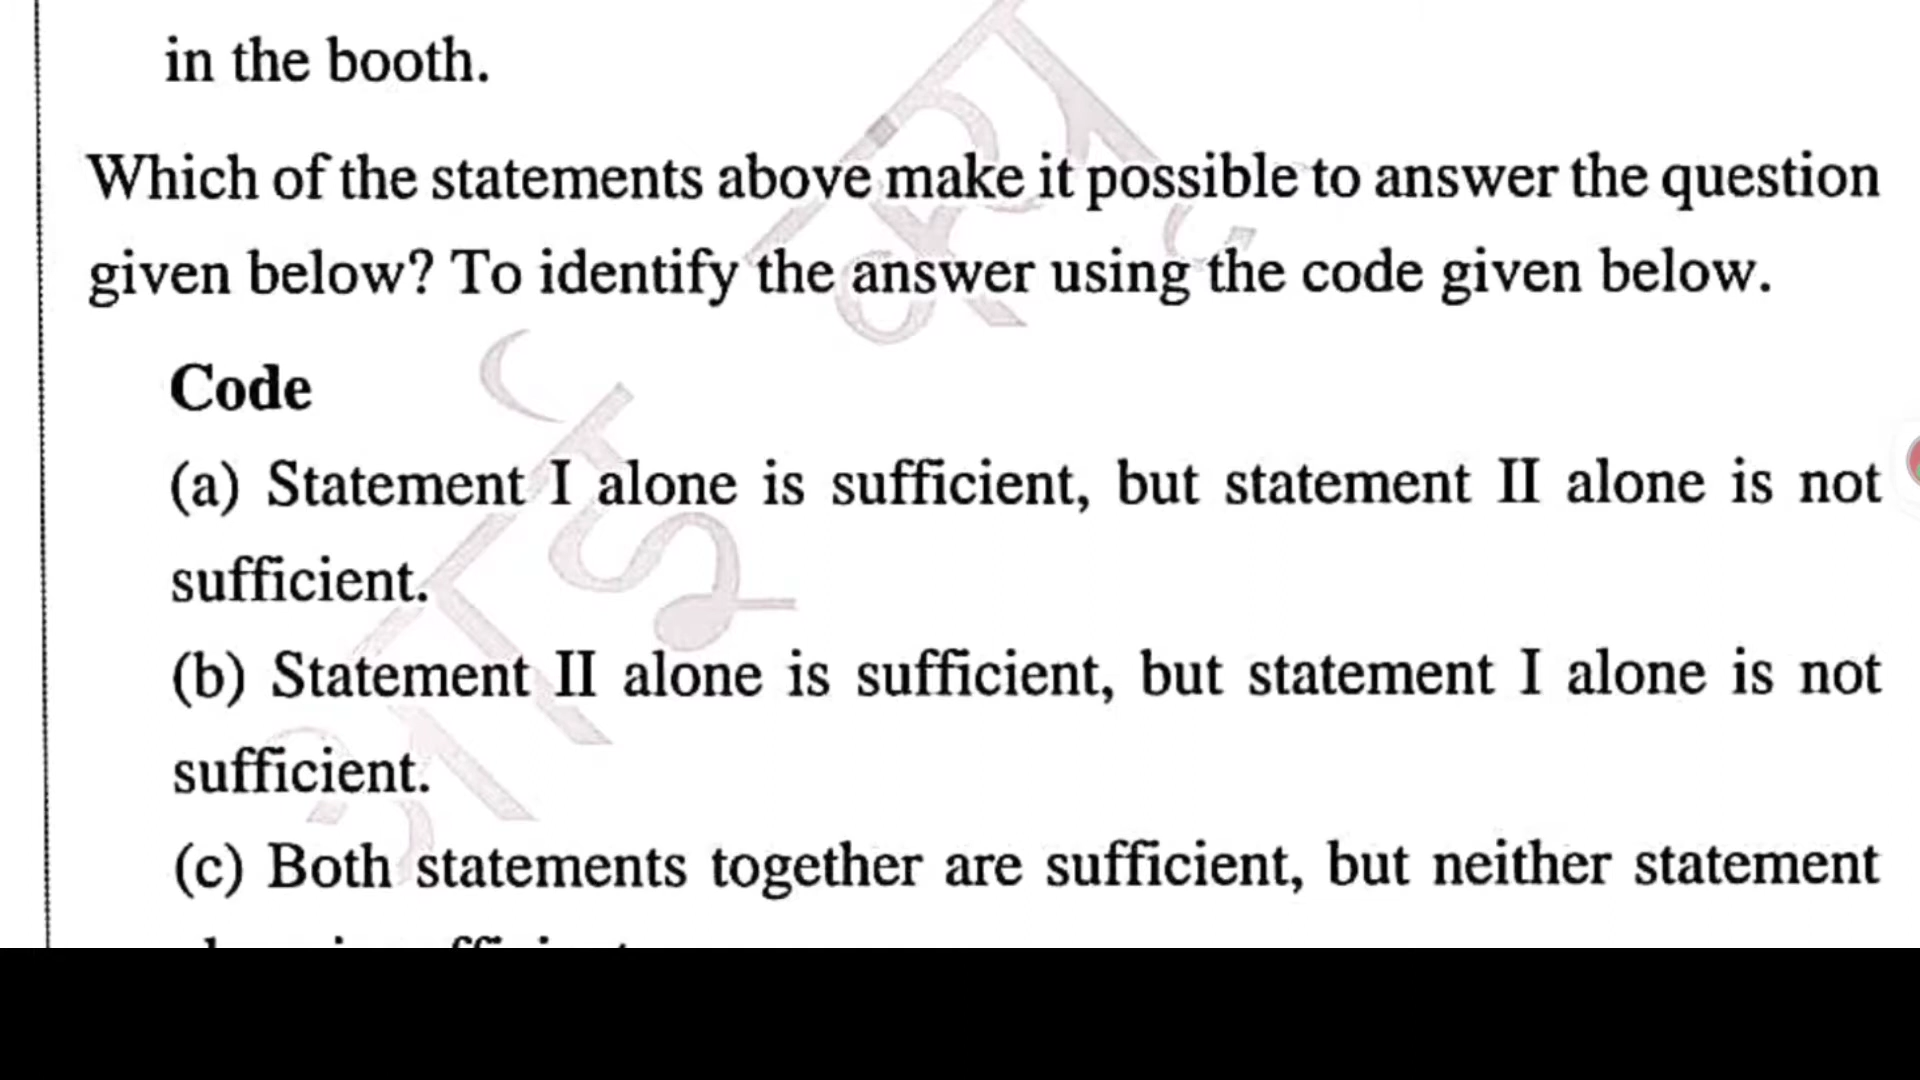 in the booth.
Which of the statements above make it possible to answer the question
given below? To identify the answer using the code given below.
Code
(a) Statement I alone is sufficient, but statement II alone is not
sufficient.
(b) Statement II alone is sufficient, but statement I alone is not
sufficient.
(c) Both statements together are sufficient, but neither statement